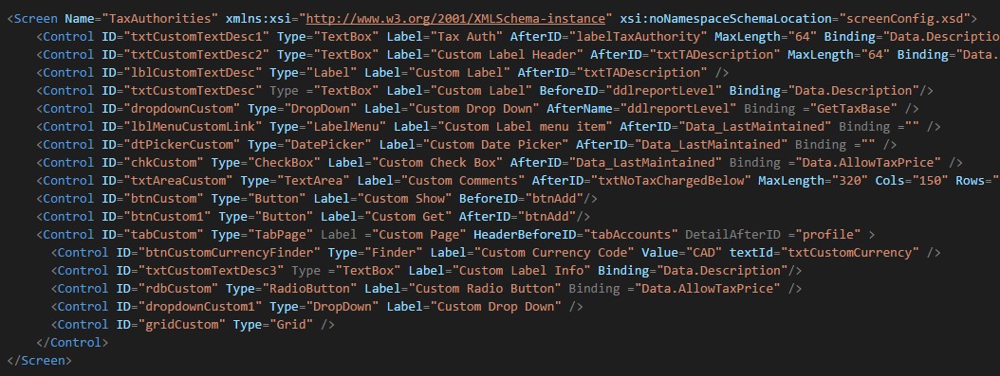 <Screen Name="TaxAuthorities" xmlns:xsi="http://www.w3.org/2001/XMLSchema-instance" xsi:noNamespaceSchemaLocation="screenConfig.xsd">
<Control ID="txtCustomTextDesc1" Type="TextBox" Label="Tax Auth" AfterID="labelTaxAuthority" MaxLength="64" Binding="Data.Descriptio
<Control ID="txtCustomTextDesc2" Type="TextBox" Label="Custom Label Header" AfterID="txtTADescription" MaxLength="64" Binding="Data.
<Control ID="lblCustomTextDesc" Type="Label" Label="Custom Label" AfterID="txtTADescription" />
<Control ID="txtCustomTextDesc" Type ="TextBox" Label="Custom Label" BeforeID="ddlreportLevel" Binding="Data.Description"/>
<Control ID="dropdownCustom" Type="DropDown" Label="Custom Drop Down" AfterName="ddlreportLevel" Binding ="GetTaxBase" />
<Control ID="lblMenuCustomLink" Type="LabelMenu" Label="Custom Label menu item" AfterID="Data_LastMaintained" Binding ="" />
<Control ID="dtPickerCustom" Type="DatePicker" Label="Custom Date Picker" AfterID="Data_LastMaintained" Binding ="" />
<Control ID="chkCustom" Type="CheckBox" Label="Custom Check Box" AfterID="Data_LastMaintained" Binding ="Data.AllowTaxPrice" />
<Control ID="txtAreaCustom" Type="TextArea" Label="Custom Comments" AfterID="txtNoTaxChargedBelow" MaxLength="320" Cols="150" Rows="
<Control ID="btnCustom" Type="Button" Label="Custom Show" BeforeID="btnAdd"/>
<Control ID="btnCustom1" Type="Button" Label="Custom Get" AfterID="btnAdd"/>
<Control ID="tabCustom" Type="TabPage" Label ="Custom Page" HeaderBeforeID="tabAccounts" DetailAfterID ="profile" >
<Control ID="btnCustomCurrencyFinder" Type="Finder" Label="Custom Currency Code" Value="CAD" textId="txtCustomCurrency" />
<Control ID="txtCustomTextDesc3" Type ="TextBox" Label="Custom Label Info" Binding="Data.Description"/>
<Control ID="rdbCustom" Type="RadioButton" Label="Custom Radio Button" Binding ="Data.AllowTaxPrice" />
<Control ID="dropdownCustom1" Type="DropDown" Label="Custom Drop Down" />
<Control ID="gridCustom" Type="Grid" />
</Control>
</Screen>